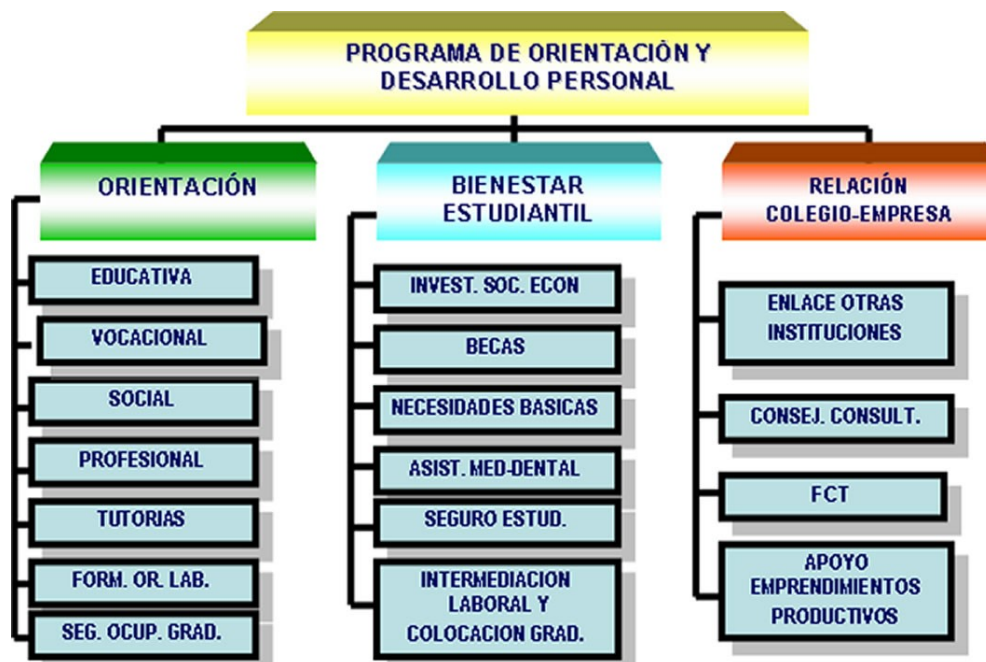 PROGRAMA DE ORIENTACIÓN Y
DESARROLLO PERSONAL
ORIENTACIÓN
EDUCATIVA
VOCACIONAL
SOCIAL
PROFESIONAL
TUTORIAS
FORM. OR. LAB.
SEG. OCUP. GRAD.
BIENESTAR
ESTUDIANTIL
INVEST. SOC. ECON
BECAS
NECESIDADES BASICAS
ASIST. MED-DENTAL
SEGURO ESTUD.
INTERMEDIACION
LABORAL Y
COLOCACION GRAD.
RELACIÓN
COLEGIO-EMPRESA
ENLACE OTRAS
INSTITUCIONES
CONSEJ. CONSULT.
FCT
APOYO
EMPRENDIMIENTOS
PRODUCTIVOS